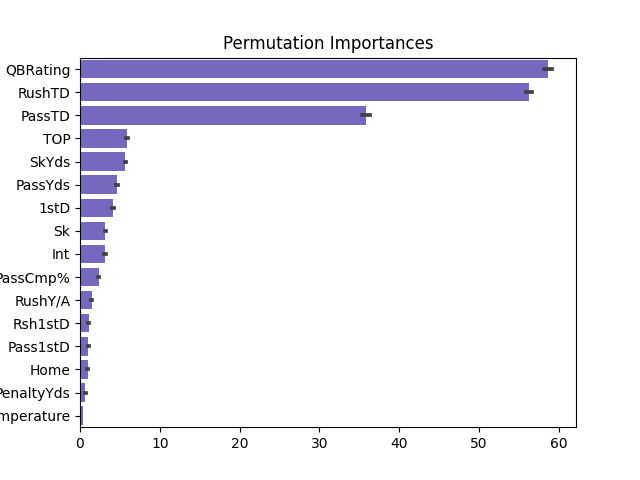 Permutation Importances
QBRating
RushTD
PassTD
TOP
SkYds
PassYds
1stD
Sk
Int
PassCmp%
RushY/A
Rsh1stD
Pass1stD
Home
PenaltyYds
mperature
0 10 20 30 40 50 60